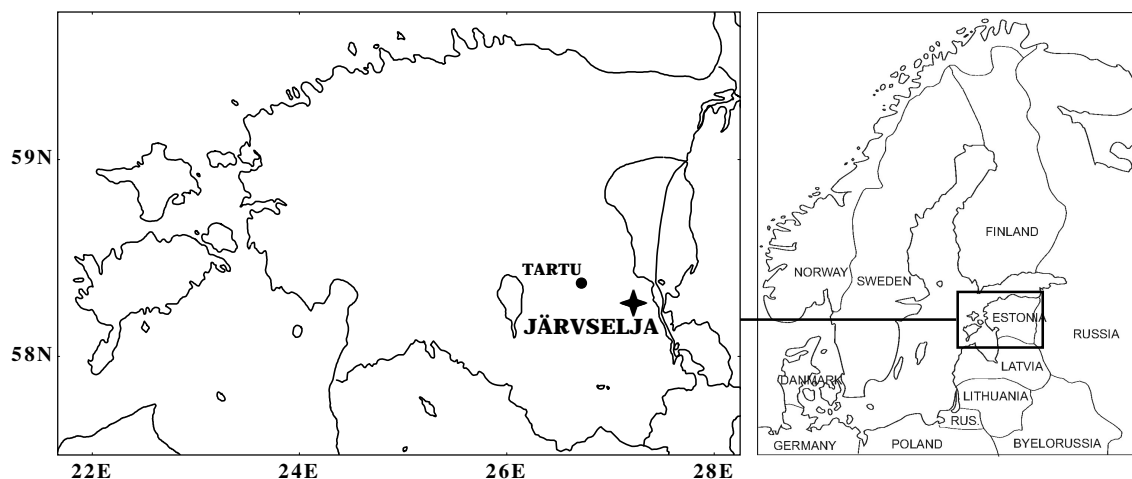 59N
58N
22E
24E
26E
28E
TARTU
JÄRVSELJA
NORWAY
SWEDEN
FINLAND
ESTONIA
RUSSIA
LATVIA
DANMARK
LITHUANIA
RUS.
GERMANY
POLAND
BYELORUSSIA